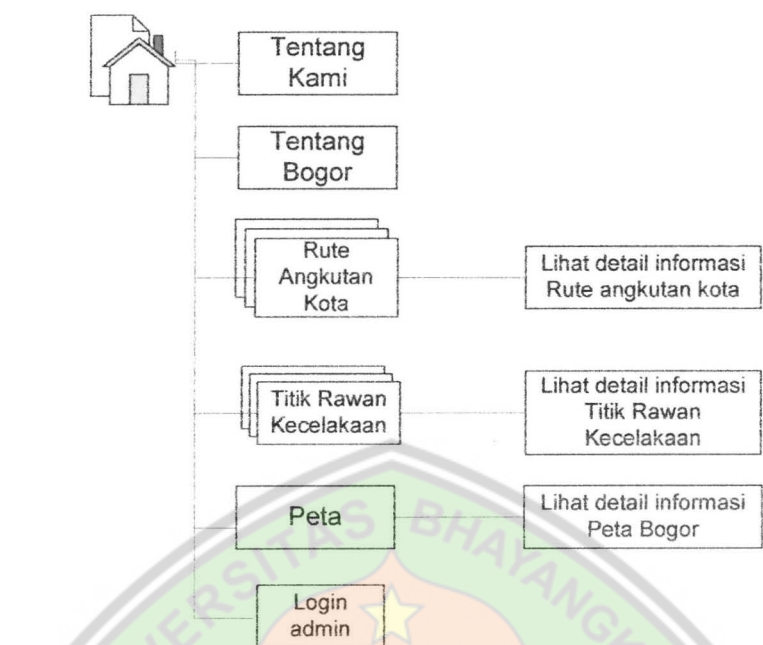 Tentang
Kami
Tentang
Bogor
Rute
Angkutan
Kota
Lihat detail informasi
Rute angkutan kota
Titik Rawan
Kecelakaan
Lihat detail informasi
Titik Rawan
Kecelakaan
Peta
Lihat detail informasi
Peta Bogor
Login
admin